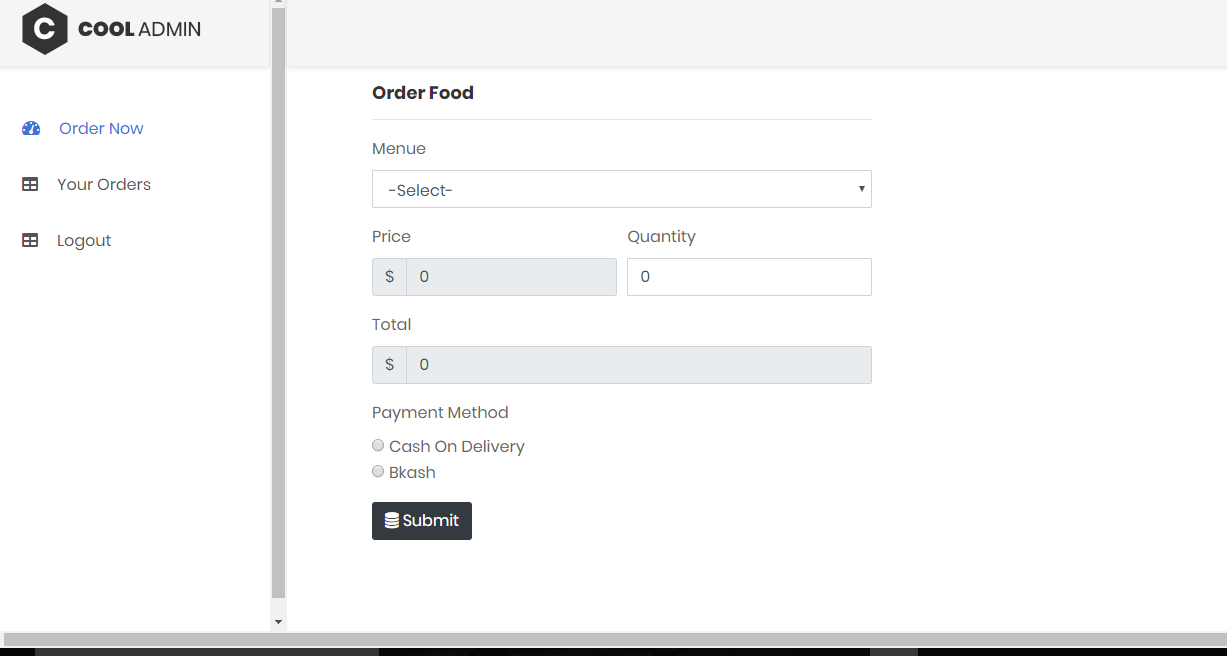 C COOL ADMIN
Order Now
Your Orders
Logout
Order Food
Menue
-Select-
Price Quantity
$ 0 0
Total
$ 0
Payment Method
Cash On Delivery
Bkash
Submit